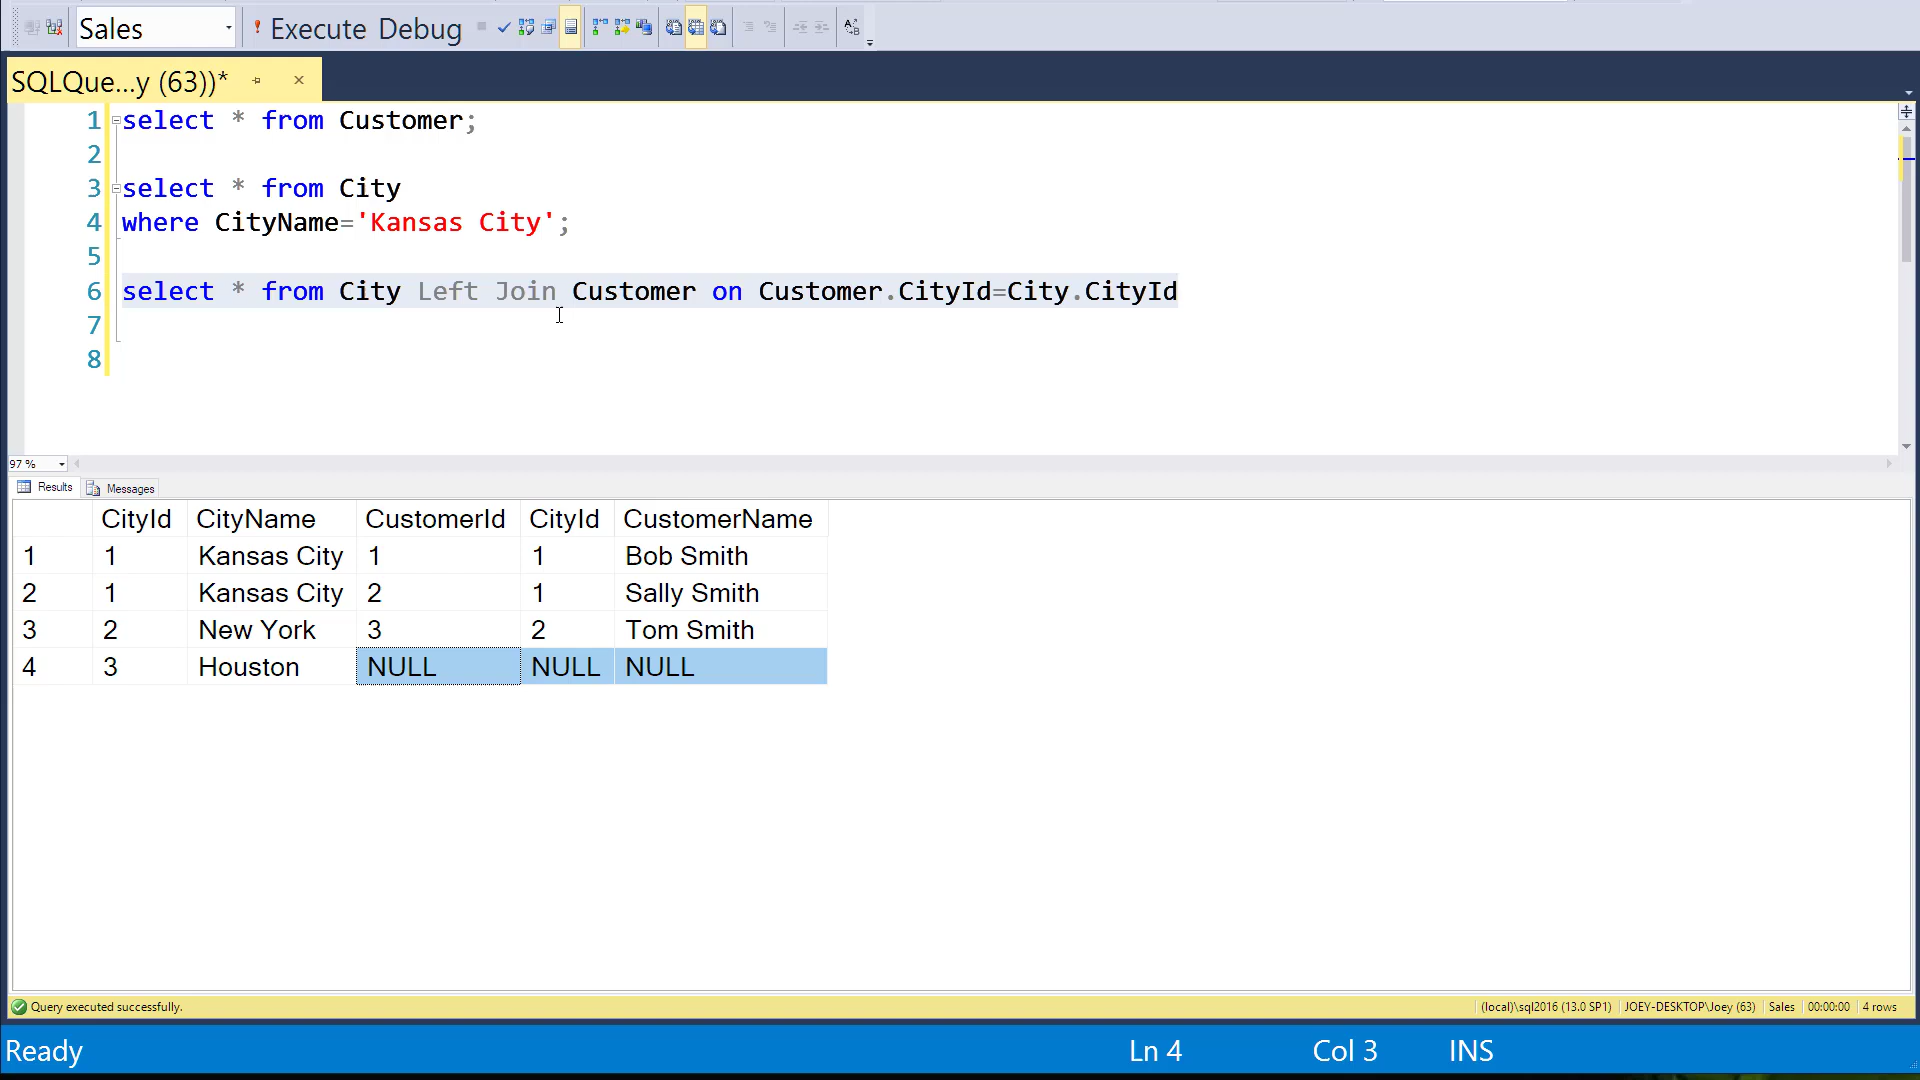 Sales ! Execute Debug
SQLQue...y (63))*
1 select * from Customer;
2
3 select * from City
4 where CityName='Kansas City';
5
6 select * from City Left Join Customer on Customer.CityId=City.CityId
7
8
97 %
Results Messages
CityId CityName CustomerId CityId CustomerName
1 1 Kansas City 1 1 Bob Smith
2 1 Kansas City 2 1 Sally Smith
3 2 New York 3 2 Tom Smith
4 3 Houston NULL NULL NULL
Query executed successfully. (local)\sql2016 (13.0 SP1) JOEY-DESKTOP\Joey (63) Sales 00:00:00 4 rows
Ready Ln 4 Col 3 INS